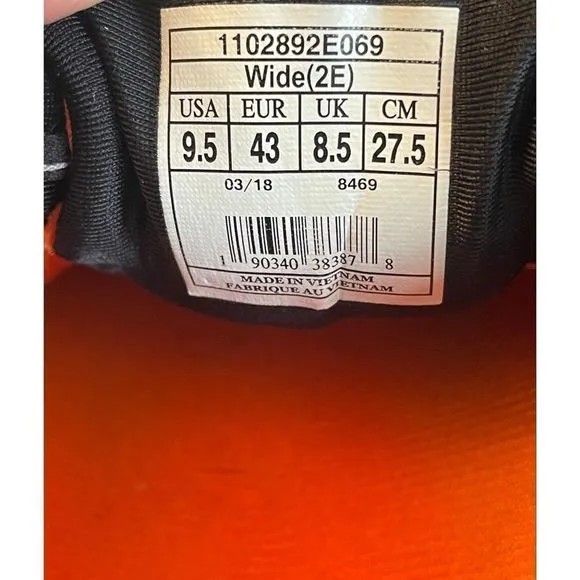 1102892E069
Wide(2E)
USA EUR UK CM
9.5 43 8.5 27.5
03/18 8469
1 90340 38387 8
MADE IN VIETNAM
FABRIQUE AU VIETNAM